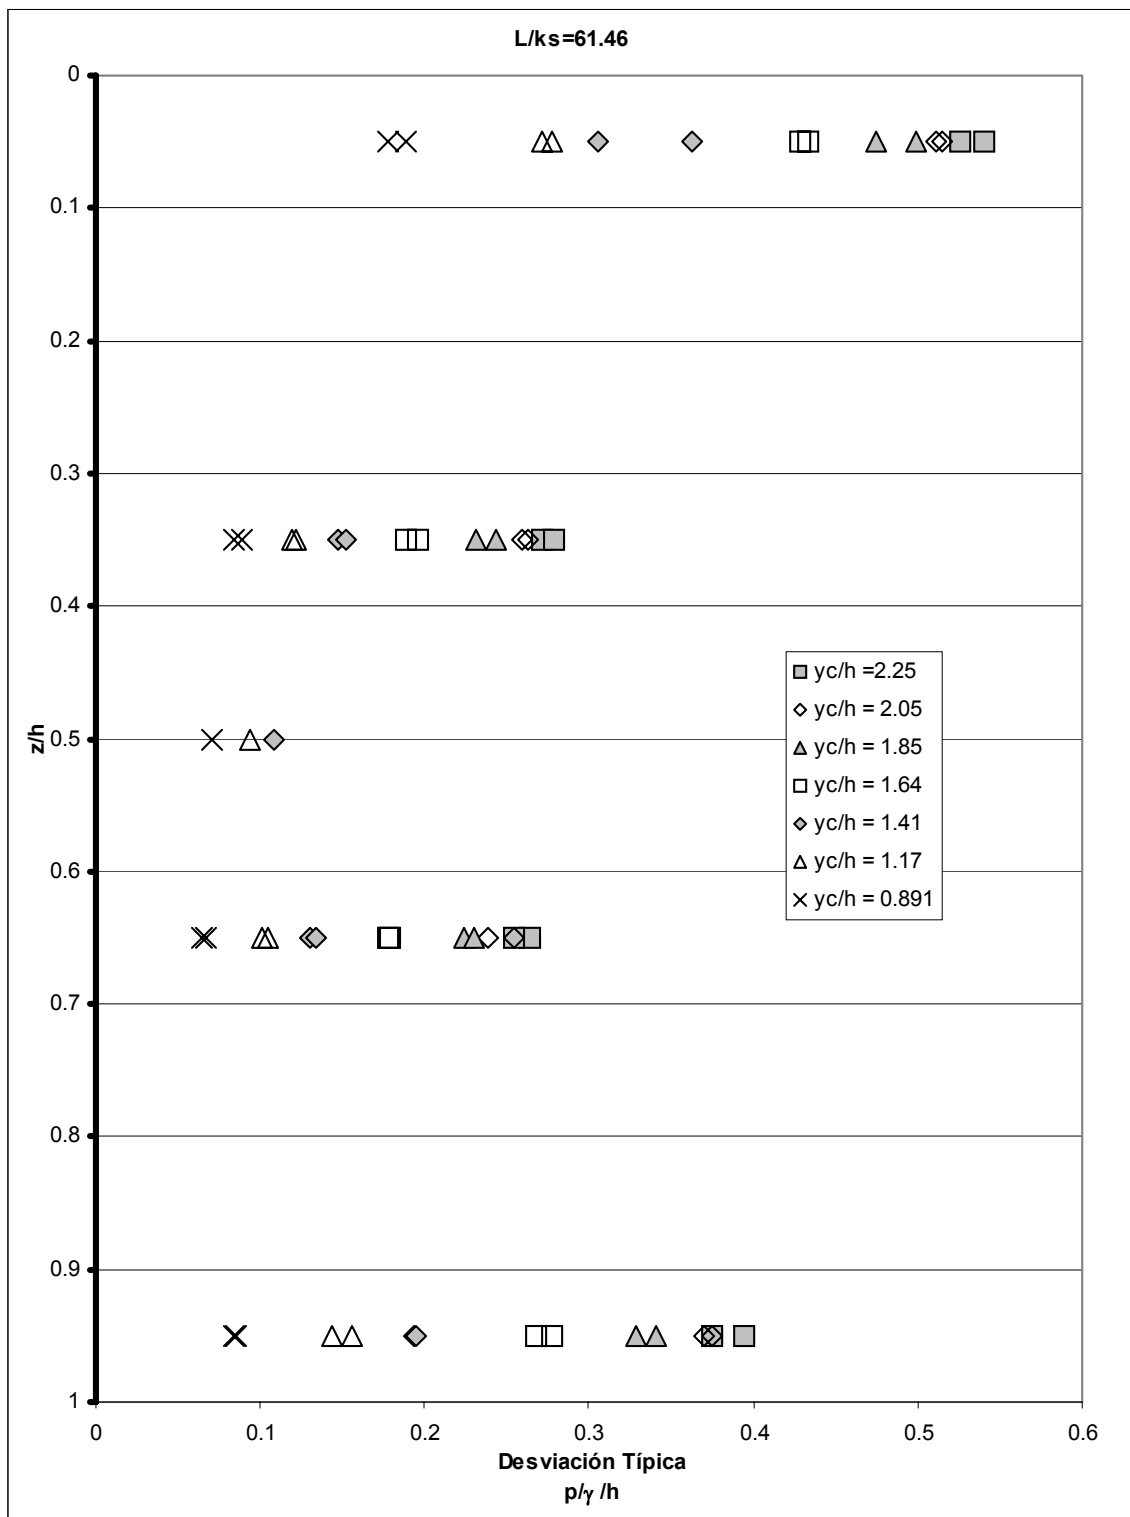 L/ks=61.46
0
0.1
0.2
0.3
0.4
0.5
0.6
0.7
0.8
0.9
1
z/h
yc/h =2.25
yc/h = 2.05
yc/h = 1.85
yc/h = 1.64
yc/h = 1.41
yc/h = 1.17
yc/h = 0.891
0 0.1 0.2 0.3 0.4 0.5 0.6
Desviación Típica
p/γ /h